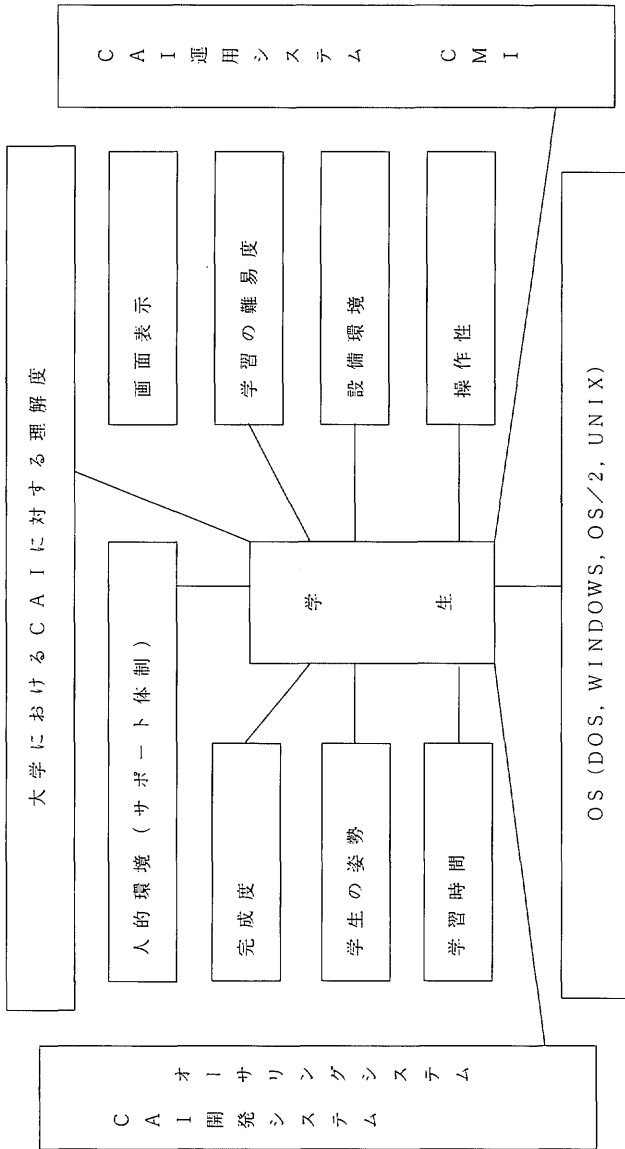 大学におけるCAIに対する理解度
人的環境（サポート体制）
画面表示
完成度
学習の難易度
学生の姿勢
設備環境
学習時間
操作性
学生
CAI開発システム
オーサリングシステム
CAI運用システム
CMI
OS (DOS, WINDOWS, OS/2, UNIX)